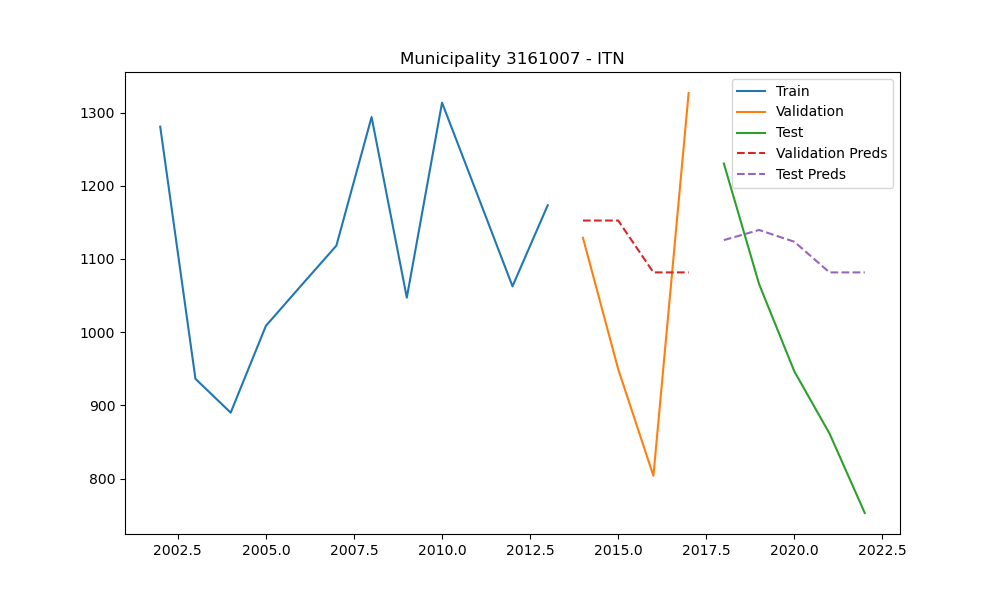 Municipality 3161007 - ITN
Train
Validation
Test
Validation Preds
Test Preds
1300
1200
1100
1000
900
800
2002.5 2005.0 2007.5 2010.0 2012.5 2015.0 2017.5 2020.0 2022.5